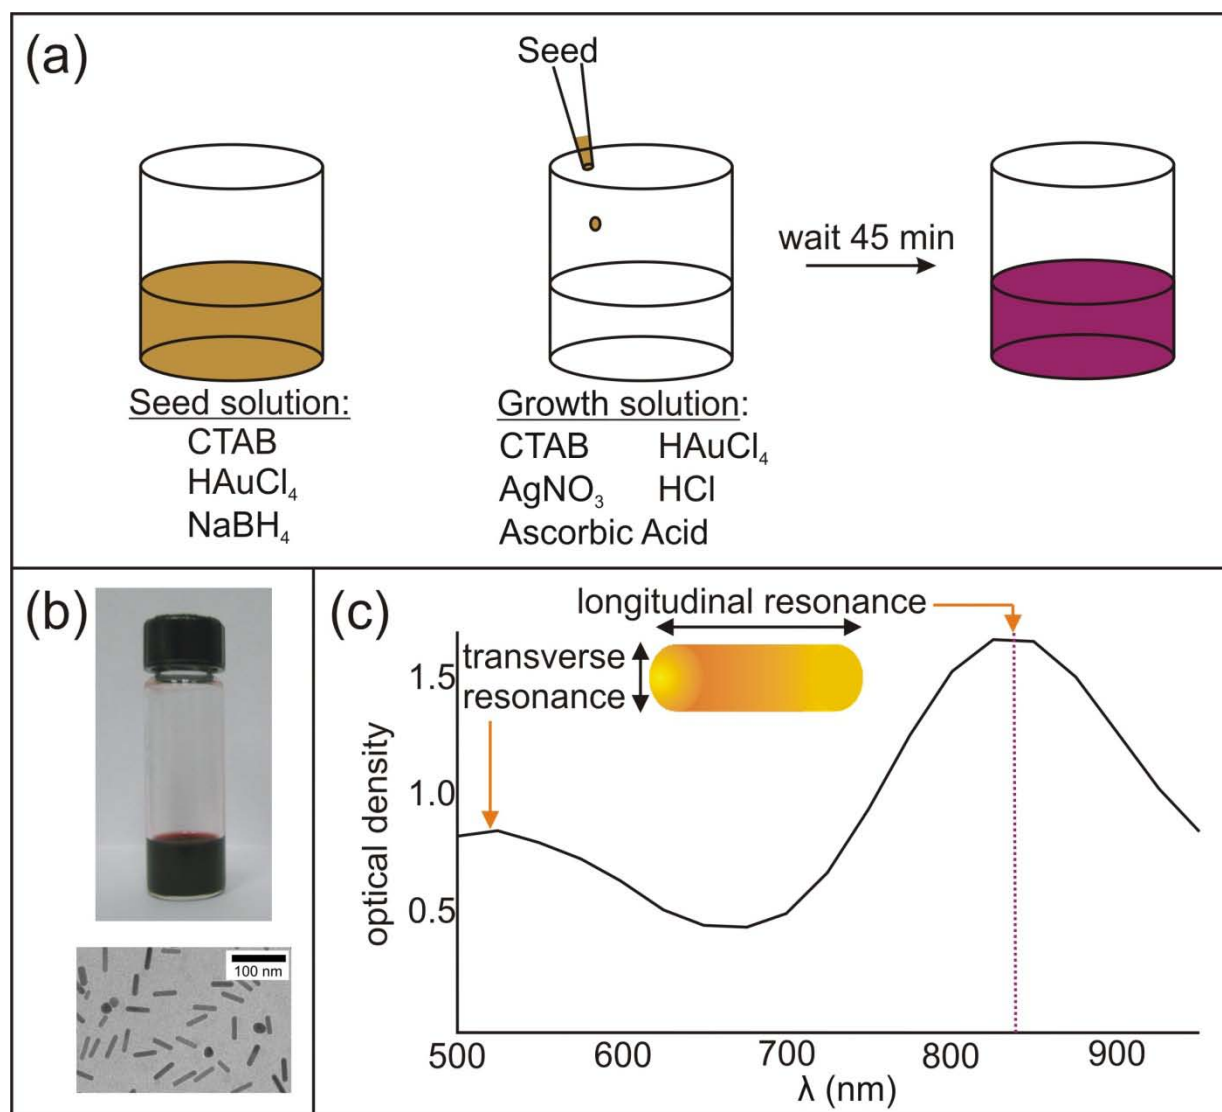 (a)
Seed
wait 45 min
Seed solution:
CTAB
HAuCl₄
NaBH₄
Growth solution:
CTAB HAuCl₄
AgNO₃ HCl
Ascorbic Acid
(b)
100 nm
(c)
longitudinal resonance
transverse
resonance
optical density
1.5
1.0
0.5
500 600 700 800 900
λ (nm)